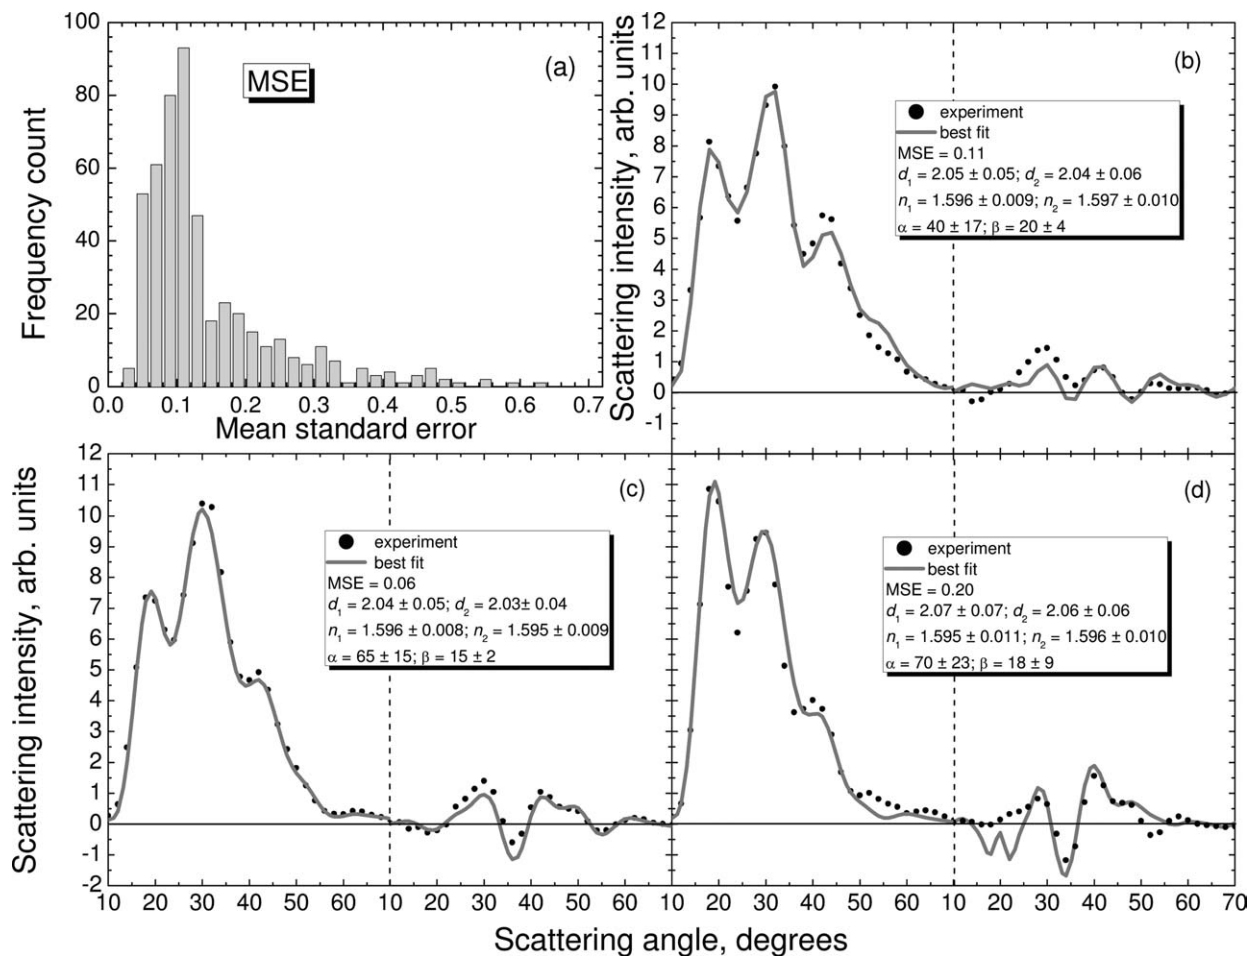 100
80
60
40
20
0
Frequency count
MSE
(a)
0.0 0.1 0.2 0.3 0.4 0.5 0.6 0.7
Mean standard error
12
11
10
9
8
7
6
5
4
3
2
1
0
-1
Scattering intensity, arb. units
(b)
experiment
best fit
MSE = 0.11
d1 = 2.05 ± 0.05; d2 = 2.04 ± 0.06
n1 = 1.596 ± 0.009; n2 = 1.597 ± 0.010
α = 40 ± 17; β = 20 ± 4
12
11
10
9
8
7
6
5
4
3
2
1
0
-1
-2
Scattering intensity, arb. units
(c)
experiment
best fit
MSE = 0.06
d1 = 2.04 ± 0.05; d2 = 2.03± 0.04
n1 = 1.596 ± 0.008; n2 = 1.595 ± 0.009
α = 65 ± 15; β = 15 ± 2
(d)
experiment
best fit
MSE = 0.20
d1 = 2.07 ± 0.07; d2 = 2.06 ± 0.06
n1 = 1.595 ± 0.011; n2 = 1.596 ± 0.010
α = 70 ± 23; β = 18 ± 9
10 20 30 40 50 60 10 20 30 40 50 60 70
10 20 30 40 50 60 10 20 30 40 50 60 70
Scattering angle, degrees